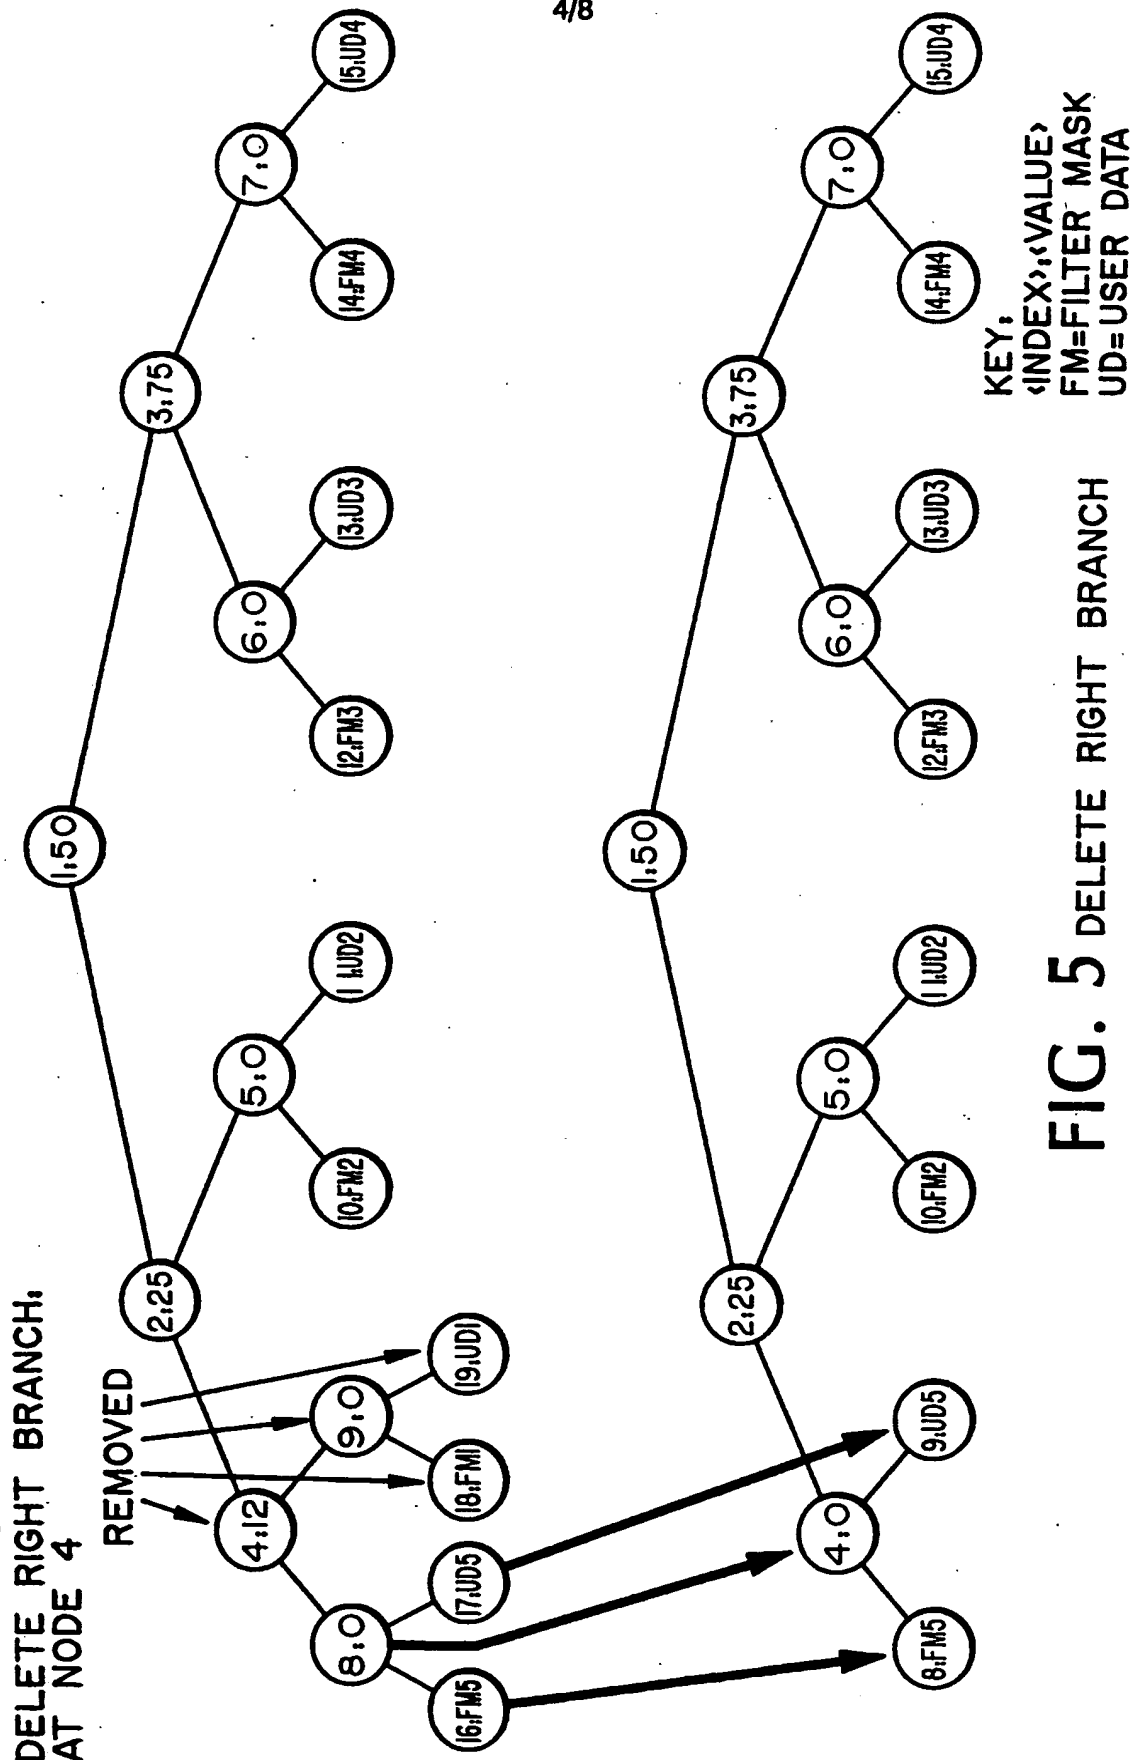 4/8
DELETE RIGHT BRANCH:
AT NODE 4
REMOVED
1:50
2:25
3:75
4:12
5:0
6:0
7:0
8:0
9:0
10:FM2
11:UD2
12:FM3
13:UD3
14:FM4
15:UD4
16:FM5
17:UD5
18:FM1
19:UD1
1:50
2:25
3:75
4:0
5:0
6:0
7:0
8:FM5
9:UD5
10:FM2
11:UD2
12:FM3
13:UD3
14:FM4
15:UD4
KEY:
<INDEX>:<VALUE>
FM=FILTER MASK
UD=USER DATA
FIG. 5 DELETE RIGHT BRANCH